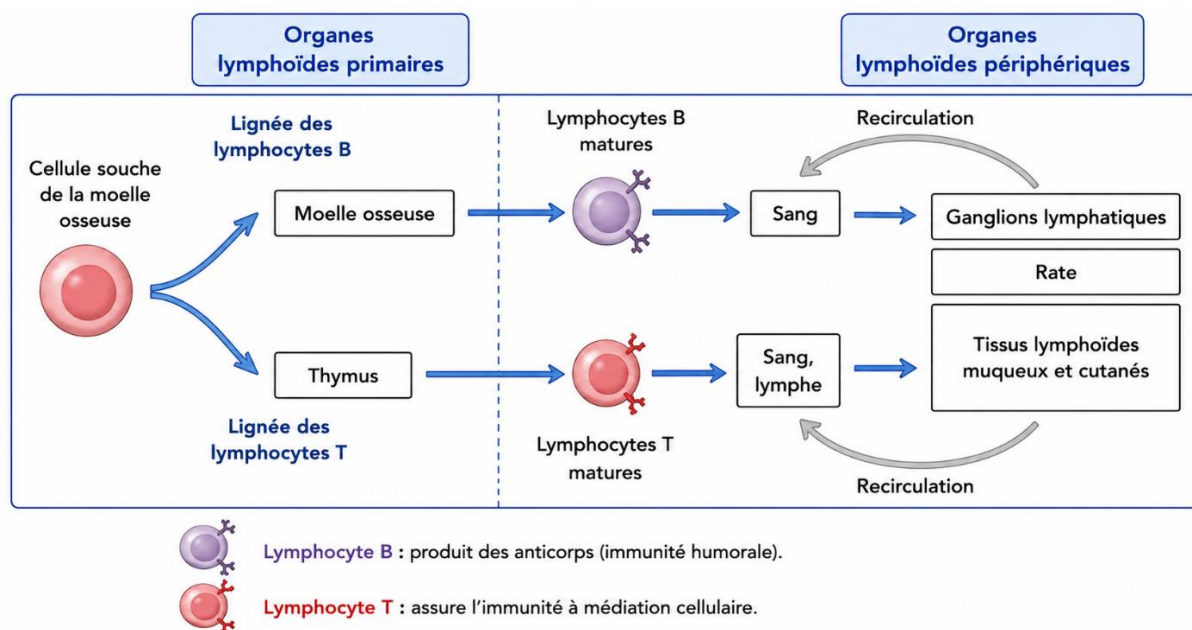 Organes
lymphoïdes primaires
Organes
lymphoïdes périphériques
Cellule souche
de la moelle
osseuse
Lignée des
lymphocytes B
Moelle osseuse
Thymus
Lignée des
lymphocytes T
Lymphocytes B
matures
Lymphocytes T
matures
Recirculation
Sang
Sang,
lymphe
Ganglions lymphatiques
Rate
Tissus lymphoïdes
muqueux et cutanés
Recirculation
Lymphocyte B : produit des anticorps (immunité humorale).
Lymphocyte T : assure l’immunité à médiation cellulaire.